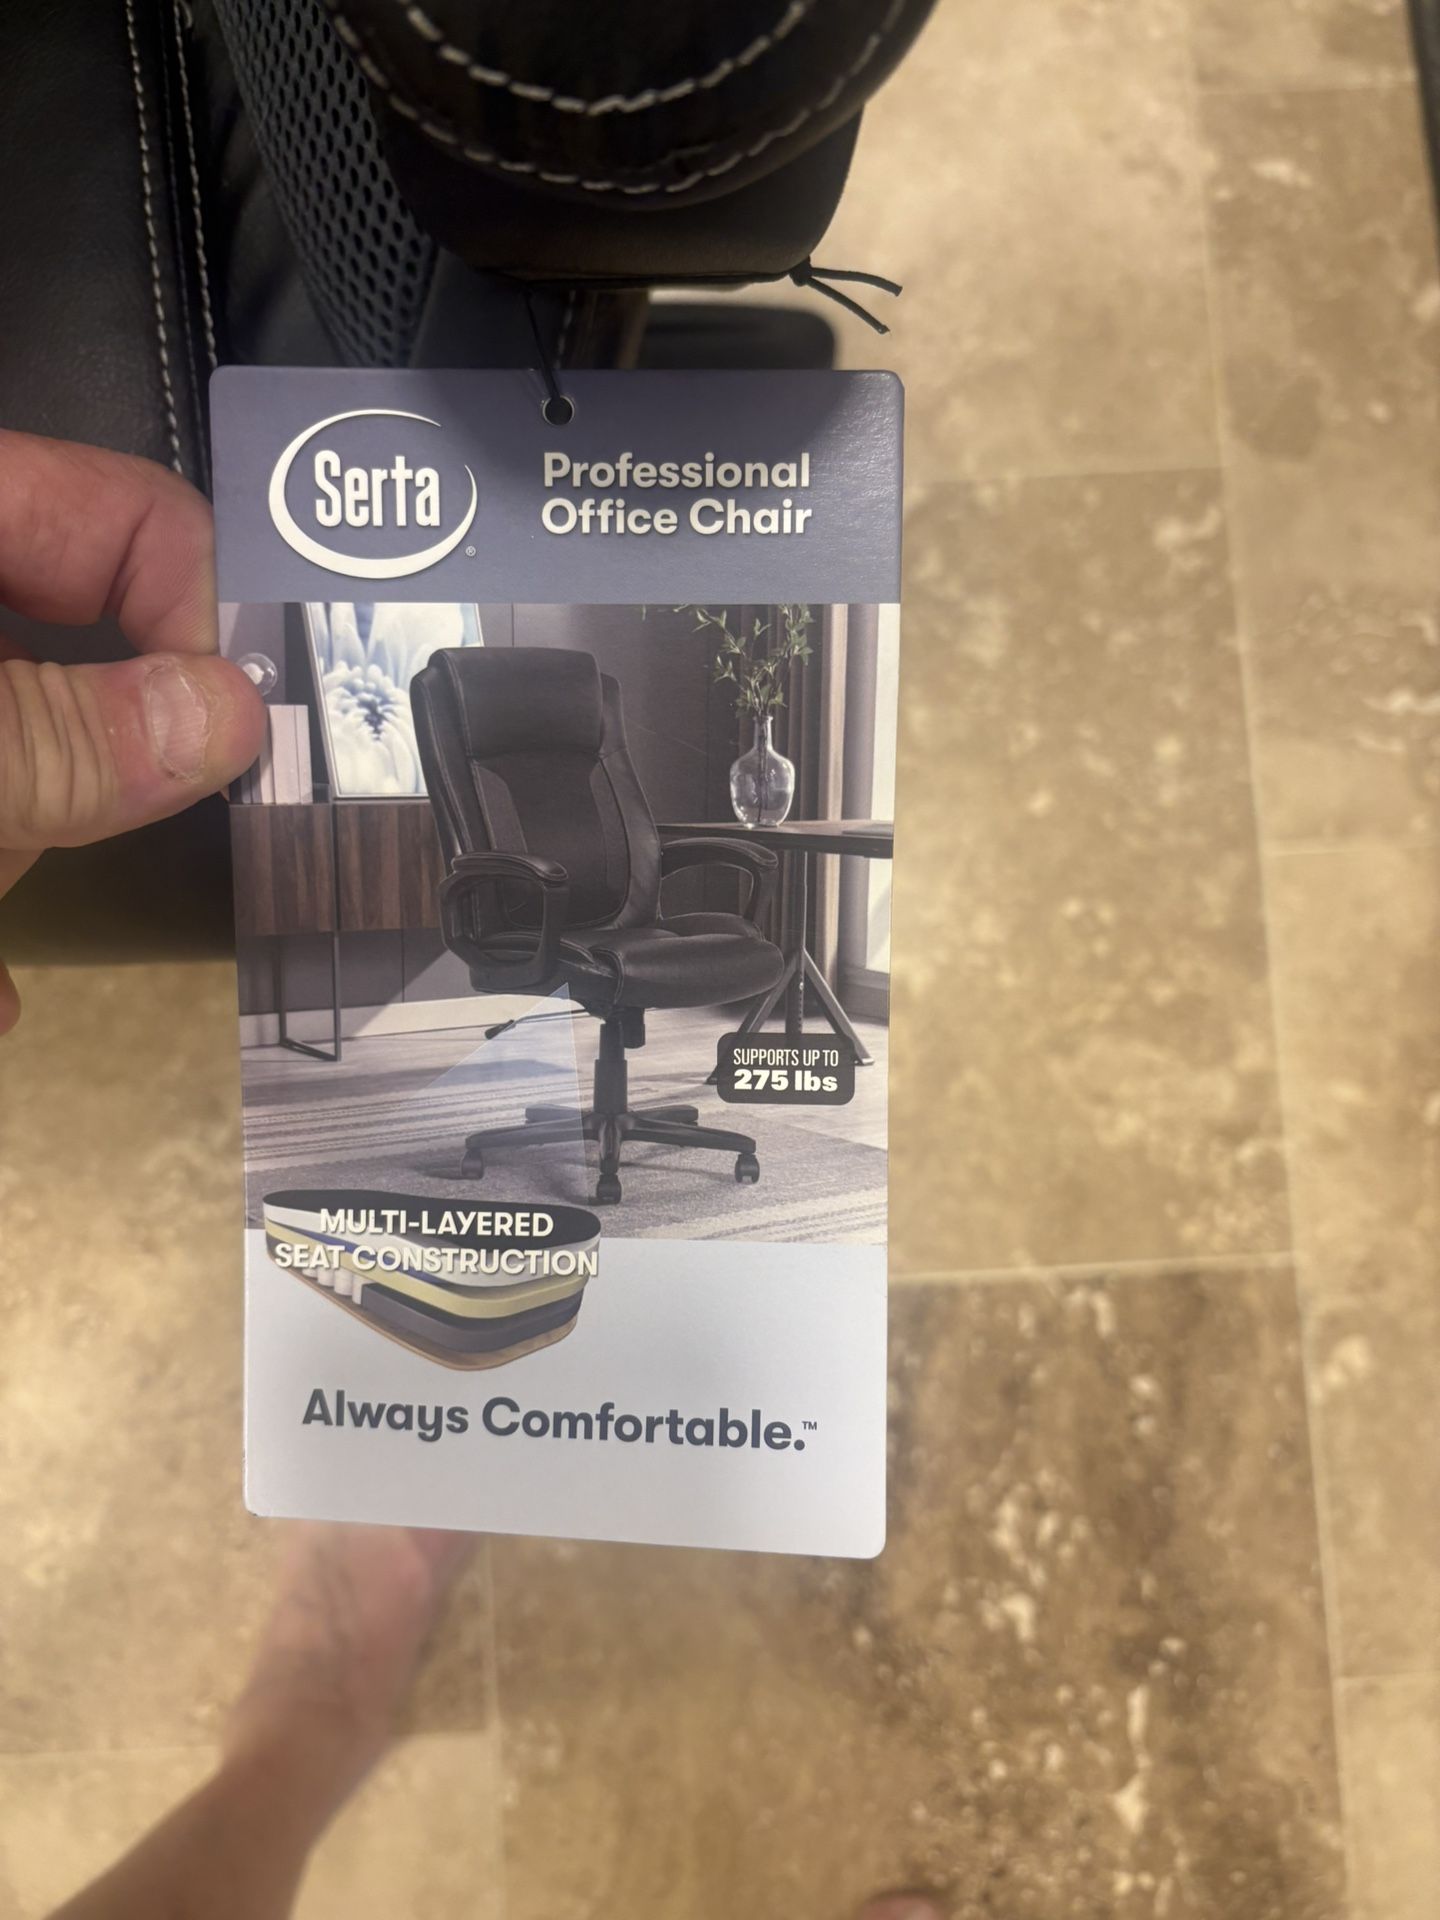 Serta®
Professional
Office Chair
SUPPORTS UP TO
275 lbs
MULTI-LAYERED
SEAT CONSTRUCTION
Always Comfortable.™